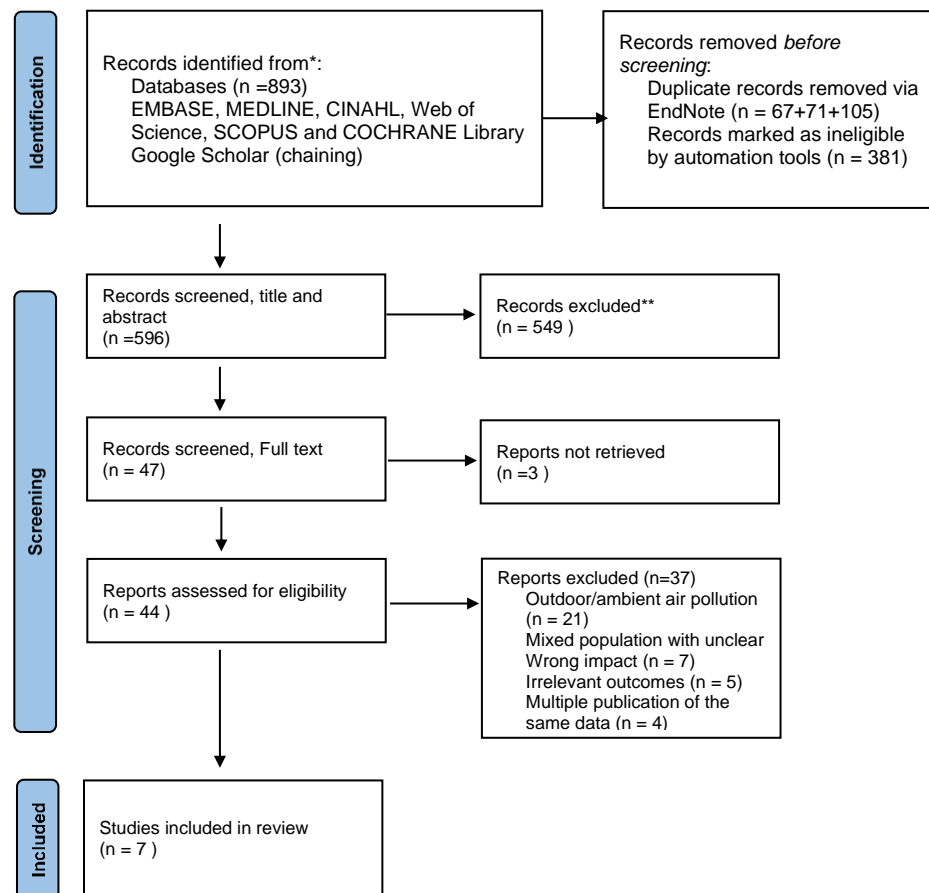 Identification
Records identified from*:
Databases (n =893)
EMBASE, MEDLINE, CINAHL, Web of
Science, SCOPUS and COCHRANE Library
Google Scholar (chaining)
Records removed before
screening:
Duplicate records removed via
EndNote (n = 67+71+105)
Records marked as ineligible
by automation tools (n = 381)
Screening
Records screened, title and
abstract
(n =596)
Records excluded**
(n = 549 )
Records screened, Full text
(n = 47)
Reports not retrieved
(n =3 )
Reports assessed for eligibility
(n = 44 )
Reports excluded (n=37)
Outdoor/ambient air pollution
(n = 21)
Mixed population with unclear
Wrong impact (n = 7)
Irrelevant outcomes (n = 5)
Multiple publication of the
same data (n = 4)
Included
Studies included in review
(n = 7 )